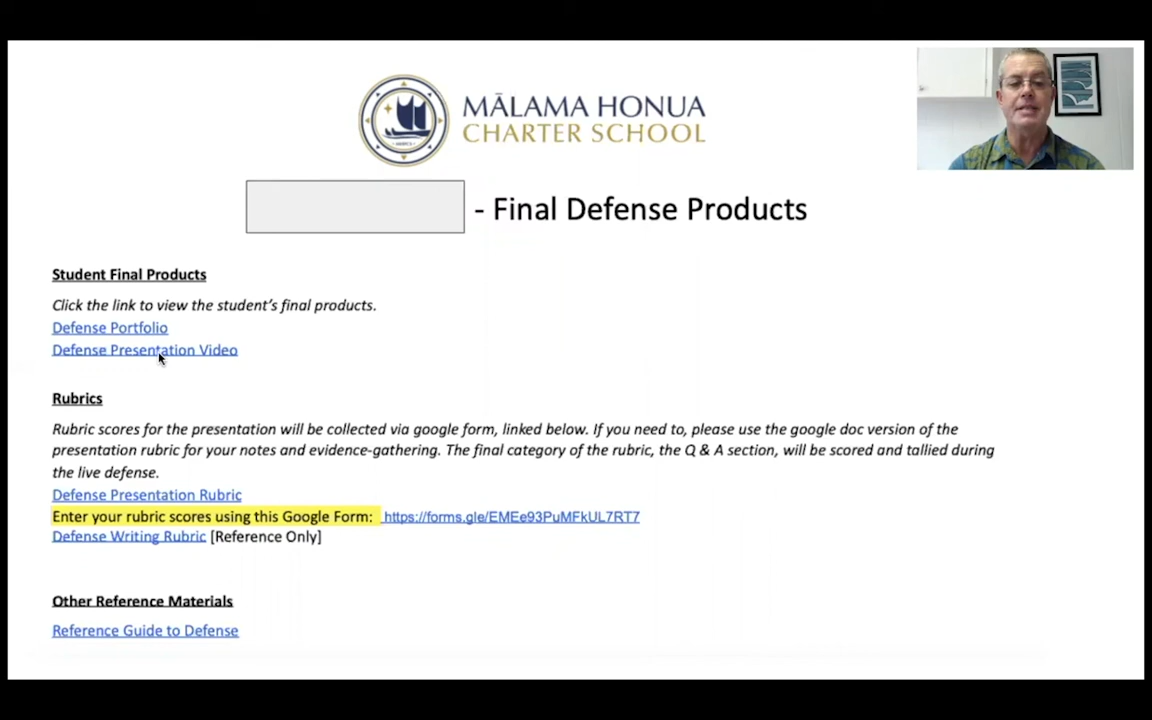 MĀLAMA HONUA
CHARTER SCHOOL
- Final Defense Products
Student Final Products
Click the link to view the student’s final products.
Defense Portfolio
Defense Presentation Video
Rubrics
Rubric scores for the presentation will be collected via google form, linked below. If you need to, please use the google doc version of the
presentation rubric for your notes and evidence-gathering. The final category of the rubric, the Q & A section, will be scored and tallied during
the live defense.
Defense Presentation Rubric
Enter your rubric scores using this Google Form: https://forms.gle/EMEe93PuMFkUL7RT7
Defense Writing Rubric [Reference Only]
Other Reference Materials
Reference Guide to Defense